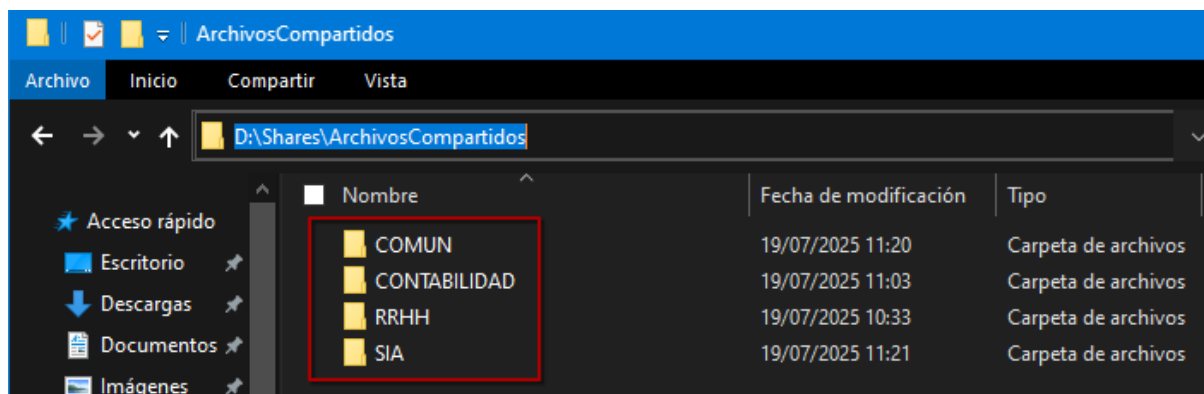 ArchivosCompartidos
Archivo Inicio Compartir Vista
D:\Shares\ArchivosCompartidos
Nombre Fecha de modificación Tipo
Acceso rápido
Escritorio
Descargas
Documentos
Imágenes
COMUN 19/07/2025 11:20 Carpeta de archivos
CONTABILIDAD 19/07/2025 11:03 Carpeta de archivos
RRHH 19/07/2025 10:33 Carpeta de archivos
SIA 19/07/2025 11:21 Carpeta de archivos